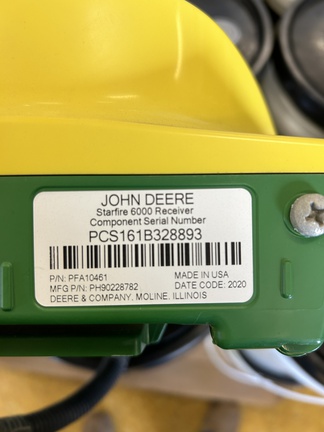 JOHN DEERE
Starfire 6000 Receiver
Component Serial Number
PCS161B328893
P/N: PFA10461 MADE IN USA
MFG P/N: PH90228782 DATE CODE: 2020
DEERE & COMPANY, MOLINE, ILLINOIS